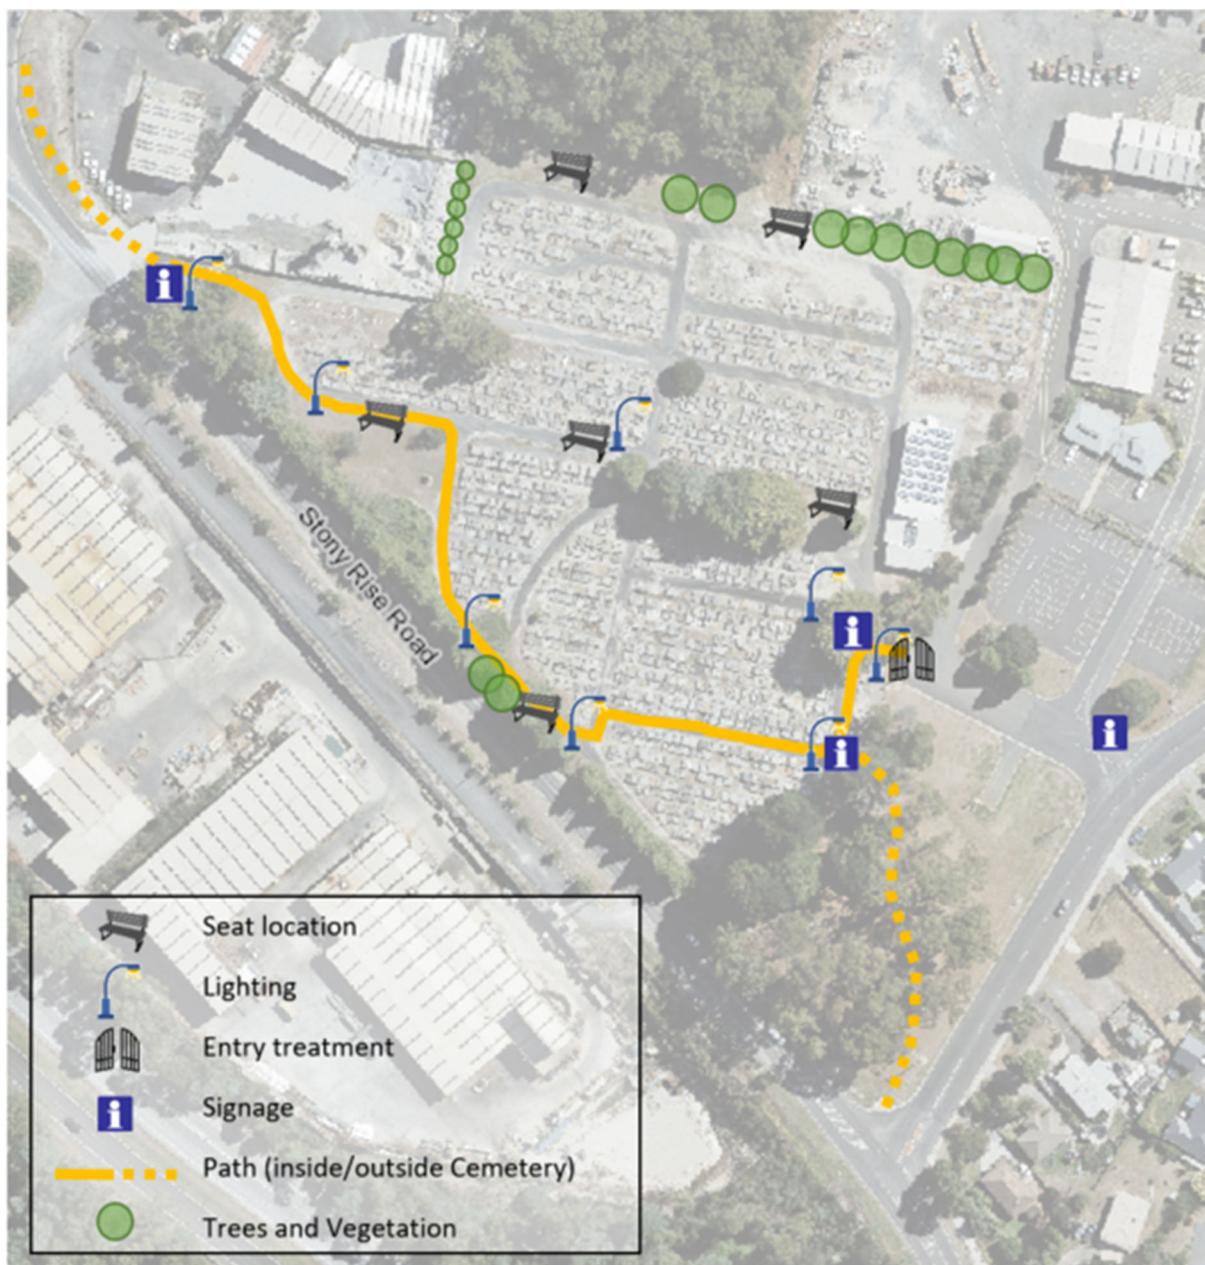 Stony Rise Road
Seat location
Lighting
Entry treatment
Signage
Path (inside/outside Cemetery)
Trees and Vegetation